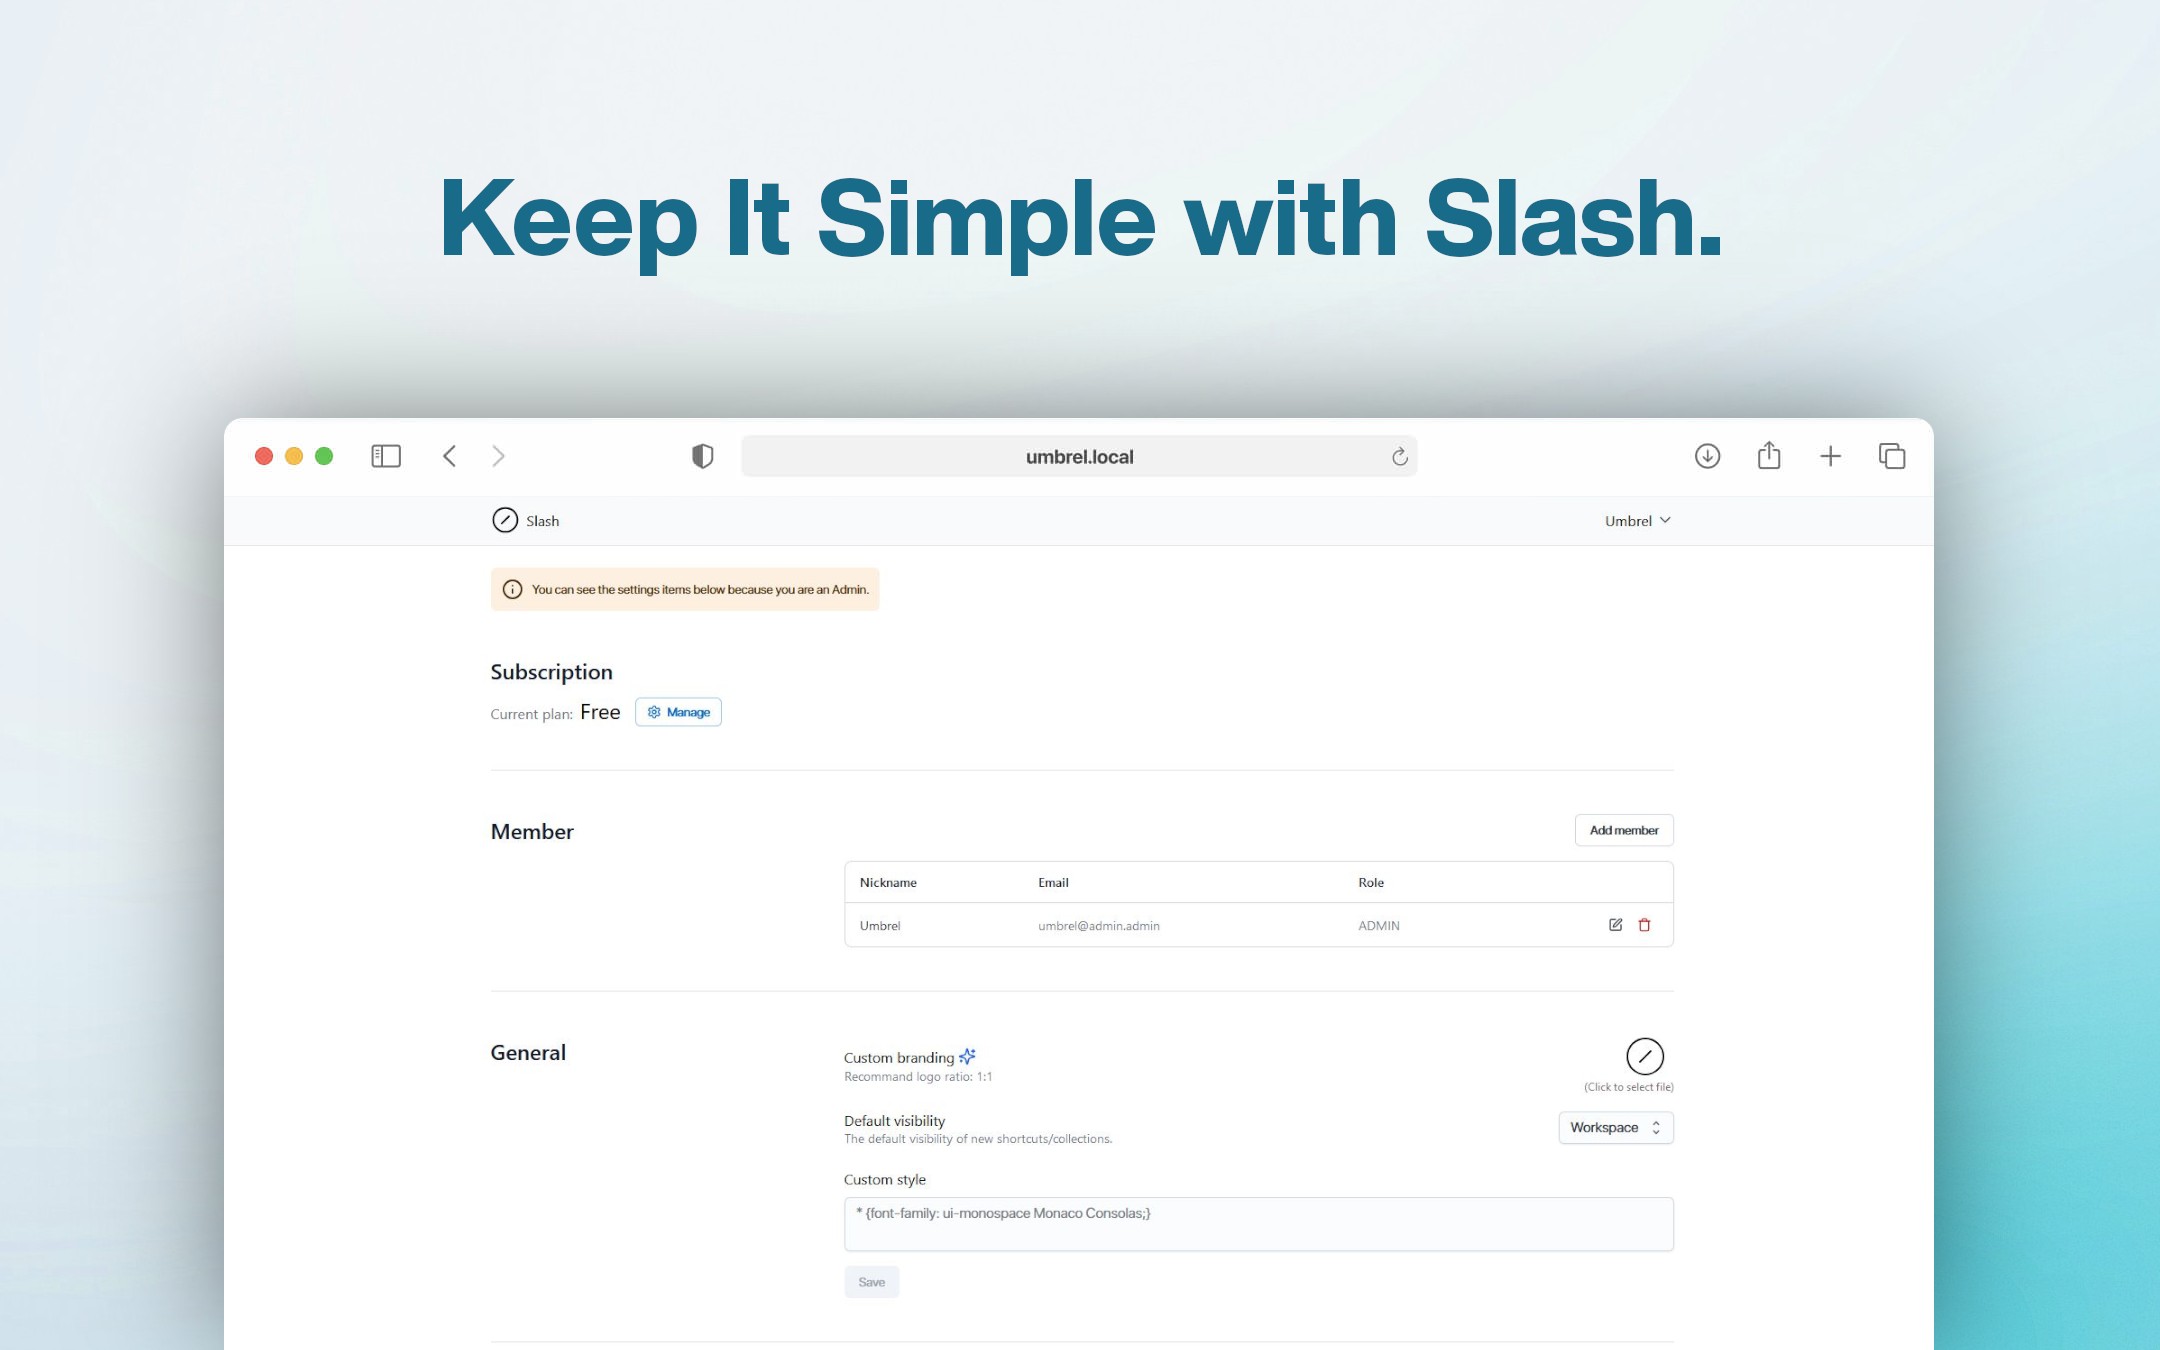 Keep It Simple with Slash.
umbrel.local
Slash
Umbrel
You can see the settings items below because you are an Admin.
Subscription
Current plan: Free Manage
Member
Add member
Nickname Email Role
Umbrel umbrel@admin.admin ADMIN
General
Custom branding
Recommand logo ratio: 1:1
(Click to select file)
Default visibility
The default visibility of new shortcuts/collections.
Workspace
Custom style
* {font-family: ui-monospace Monaco Consolas;}
Save